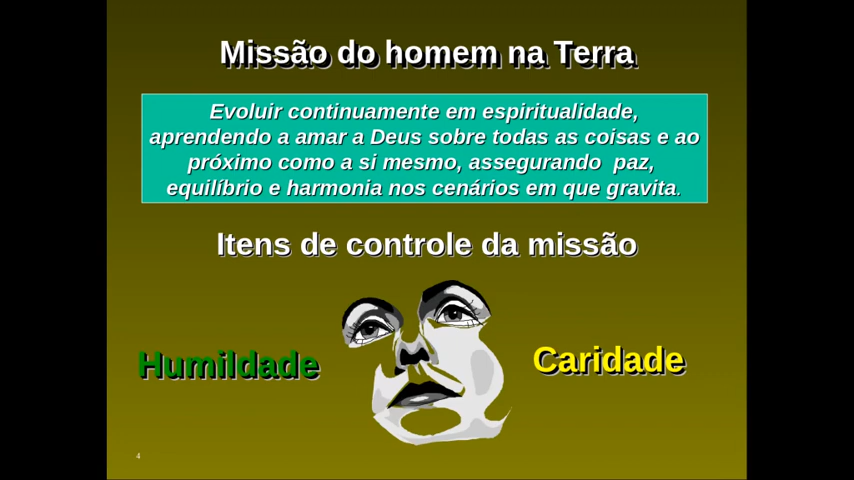 Missão do homem na Terra
Evoluir continuamente em espiritualidade,
aprendendo a amar a Deus sobre todas as coisas e ao
próximo como a si mesmo, assegurando  paz,
equilíbrio e harmonia nos cenários em que gravita.
Itens de controle da missão
Humildade
Caridade
4